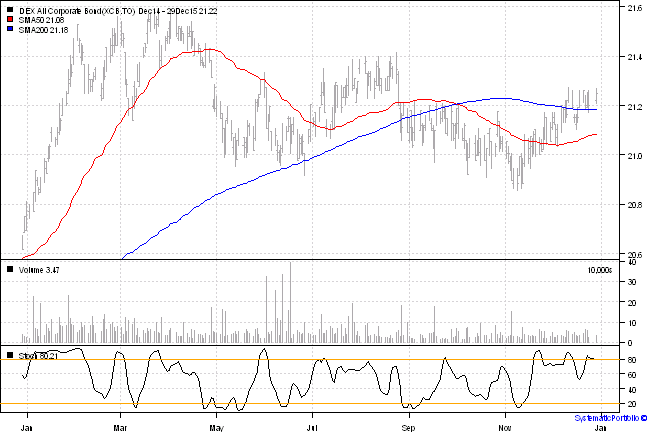 DEX All Corporate Bond(XCB,TO) Dec14 - 29Dec15 21.22
SMA50 21.08
SMA200 21.18
21.6
21.4
21.2
21.0
20.8
20.6
Volume 3.47
10,000s
40
30
20
10
0
Stoch 80.21
80
60
40
20
Jan Mar May Jul Sep Nov Jan
SystematicPortfolio ©